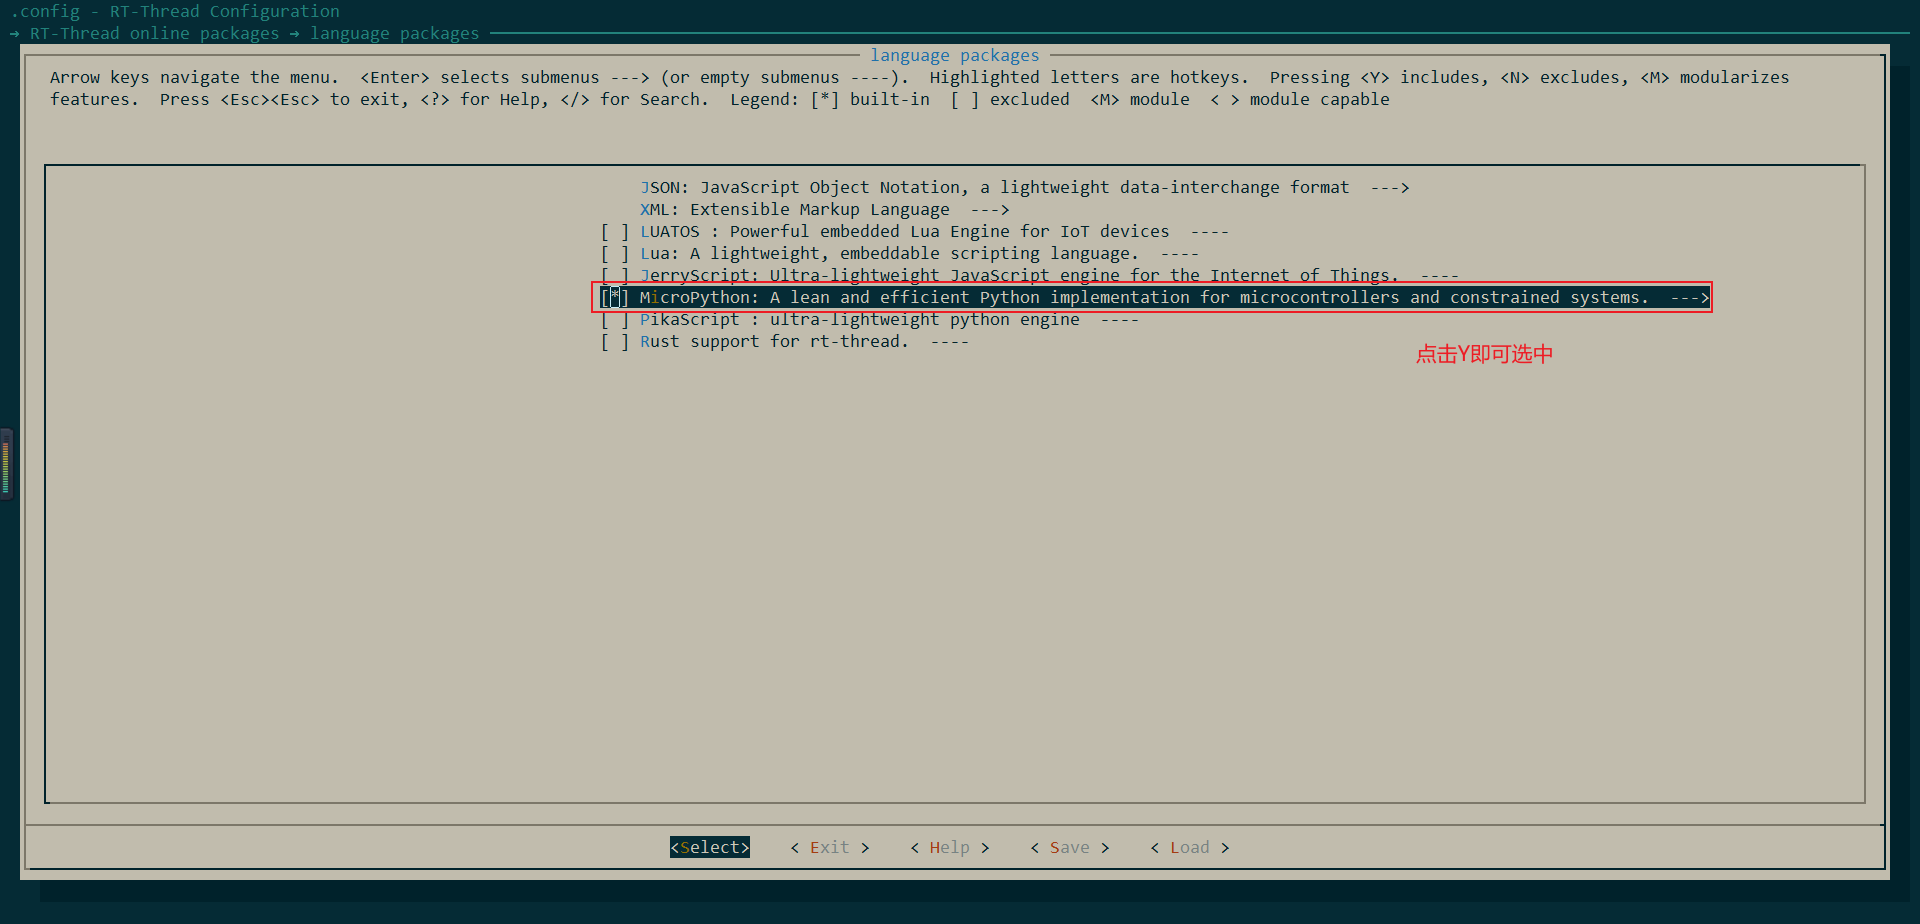 .config - RT-Thread Configuration
→ RT-Thread online packages → language packages
language packages
Arrow keys navigate the menu.  <Enter> selects submenus ---> (or empty submenus ----).  Highlighted letters are hotkeys.  Pressing <Y> includes, <N> excludes, <M> modularizes
features.  Press <Esc><Esc> to exit, <?> for Help, </> for Search.  Legend: [*] built-in  [ ] excluded  <M> module  < > module capable
JSON: JavaScript Object Notation, a lightweight data-interchange format  --->
XML: Extensible Markup Language  --->
[ ] LUATOS : Powerful embedded Lua Engine for IoT devices  ----
[ ] Lua: A lightweight, embeddable scripting language.  ----
[ ] JerryScript: Ultra-lightweight JavaScript engine for the Internet of Things.  ----
[*] MicroPython: A lean and efficient Python implementation for microcontrollers and constrained systems.  --->
[ ] PikaScript : ultra-lightweight python engine  ----
[ ] Rust support for rt-thread.  ----
点击Y即可选中
<Select>    < Exit >    < Help >    < Save >    < Load >